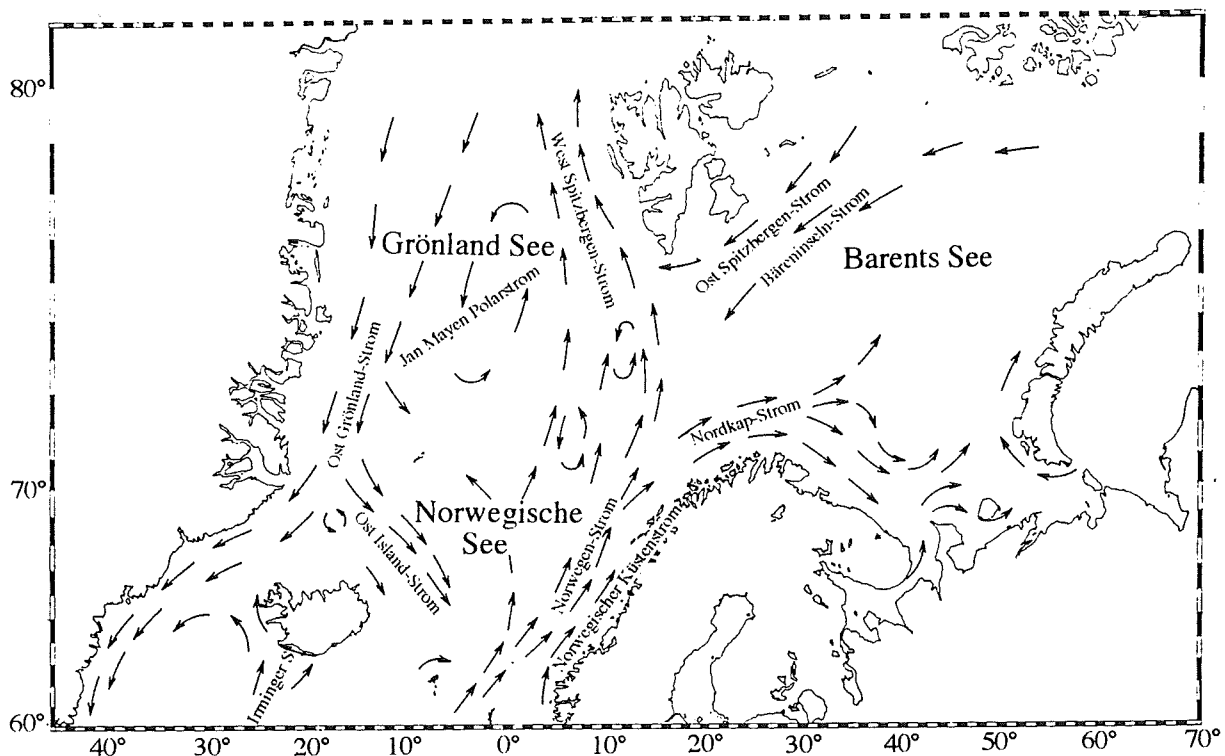 80°
West Spitzbergen-Strom
Grönland See
Ost Spitzbergen-Strom
Bäreninseln-Strom
Barents See
Jan Mayen Polarstrom
Ost Grönland-Strom
Nordkap-Strom
70°
Norwegische
See
Ost Island-Strom
Norwegen-Strom
Norwegischer Küstenstrom
Irminger S
60°
40° 30° 20° 10° 0° 10° 20° 30° 40° 50° 60° 70°